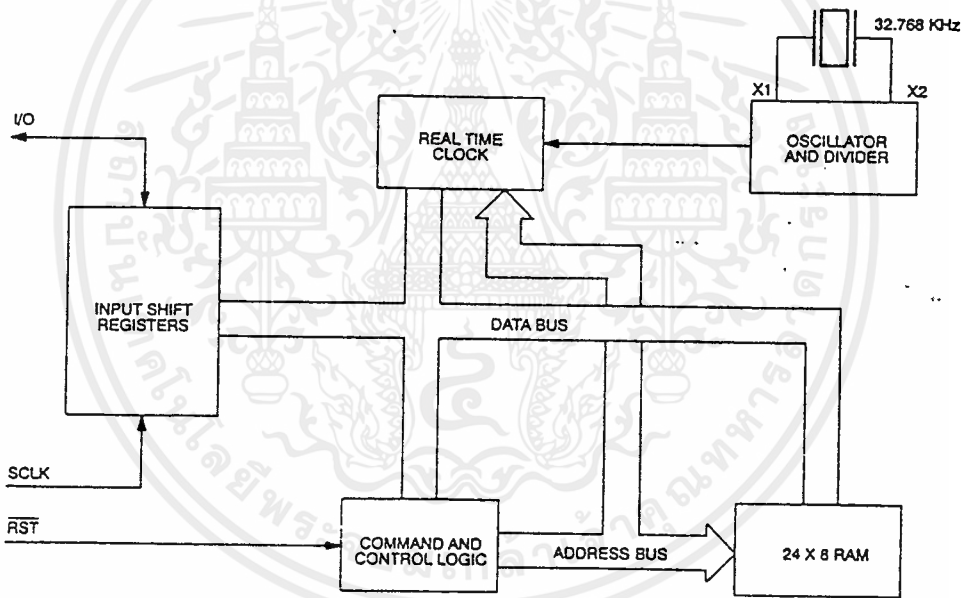 32.768 KHz
X1
X2
I/O
REAL TIME
CLOCK
OSCILLATOR
AND DIVIDER
INPUT SHIFT
REGISTERS
DATA BUS
SCLK
RST
COMMAND AND
CONTROL LOGIC
ADDRESS BUS
24 X 8 RAM